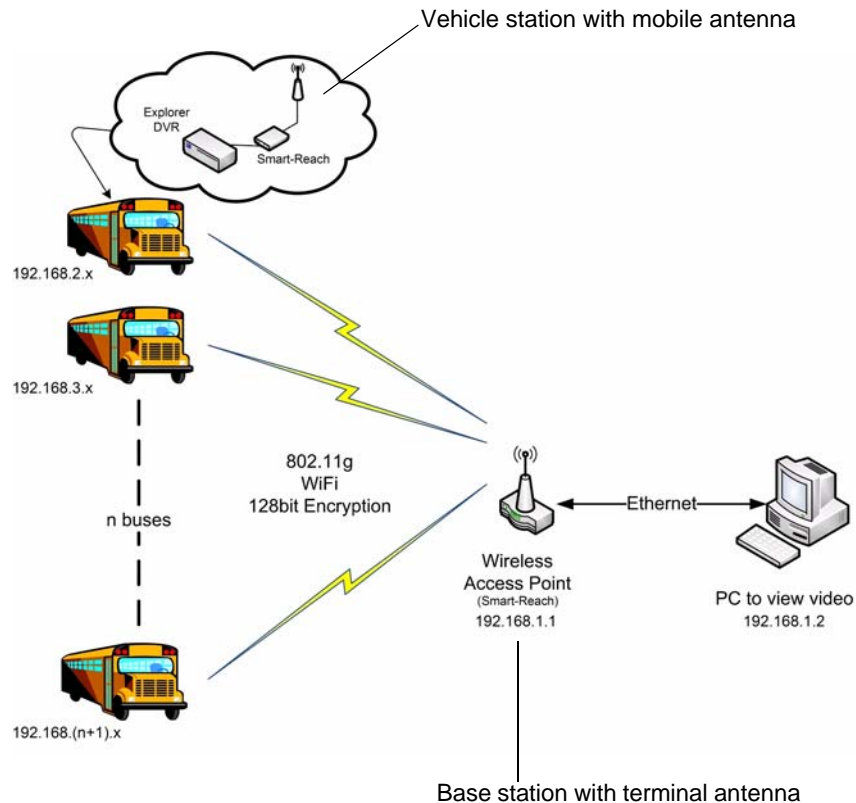 Vehicle station with mobile antenna
Explorer
DVR
Smart-Reach
192.168.2.x
192.168.3.x
802.11g
WiFi
128bit Encryption
n buses
Ethernet
Wireless
Access Point
(Smart-Reach)
192.168.1.1
PC to view video
192.168.1.2
192.168.(n+1).x
Base station with terminal antenna